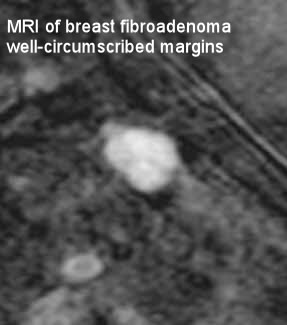 MRI of breast fibroadenoma
well-circumscribed margins